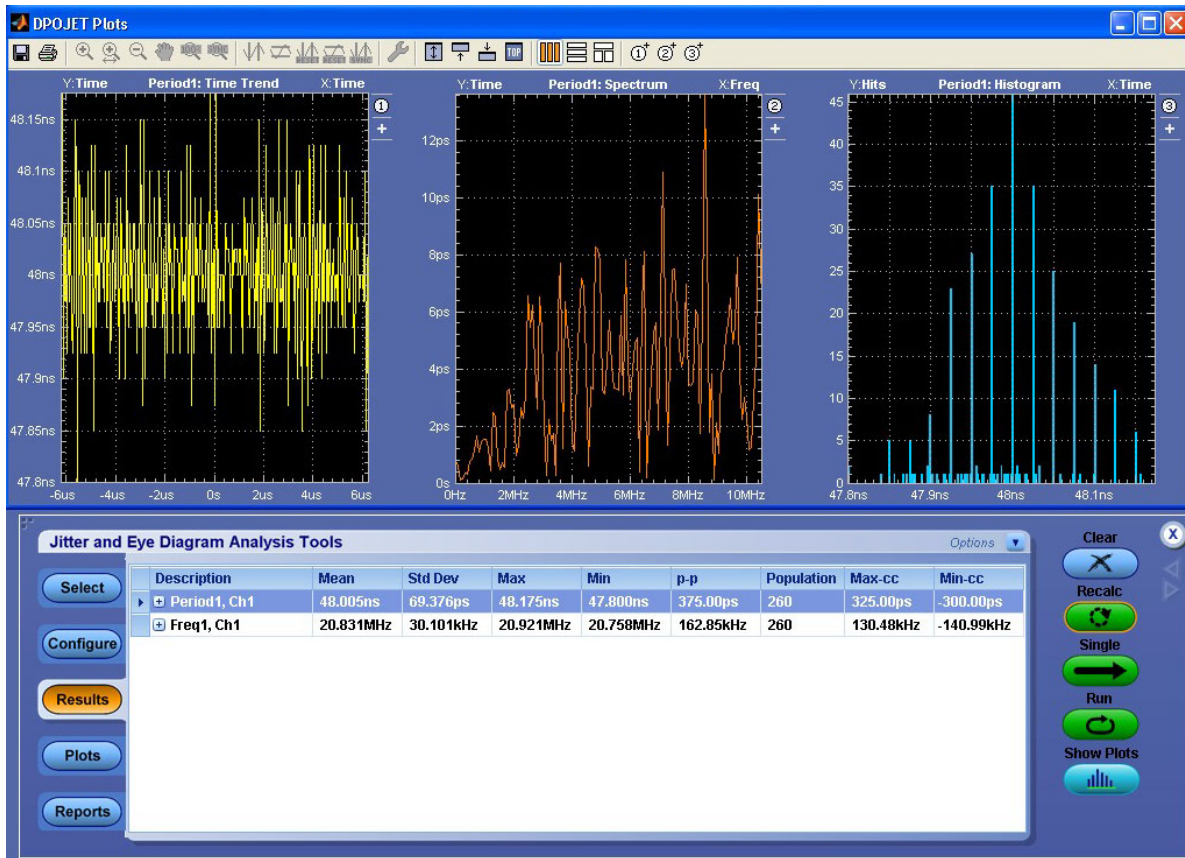 DPOJET Plots
TOP
Y:Time Period1: Time Trend X:Time
1
48.15ns
48.1ns
48.05ns
48ns
47.95ns
47.9ns
47.85ns
47.8ns
-6us -4us -2us 0s 2us 4us 6us
Y:Time Period1: Spectrum X:Freq
2
12ps
10ps
8ps
6ps
4ps
2ps
0s
0Hz 2MHz 4MHz 6MHz 8MHz 10MHz
Y:Hits Period1: Histogram X:Time
3
45
40
35
30
25
20
15
10
5
0
47.8ns 47.9ns 48ns 48.1ns
Jitter and Eye Diagram Analysis Tools
Options
Select
Configure
Results
Plots
Reports
Description Mean Std Dev Max Min p-p Population Max-cc Min-cc
Period1, Ch1 48.005ns 69.376ps 48.175ns 47.800ns 375.00ps 260 325.00ps -300.00ps
Freq1, Ch1 20.831MHz 30.101kHz 20.921MHz 20.758MHz 162.85kHz 260 130.48kHz -140.99kHz
Clear
Recalc
Single
Run
Show Plots